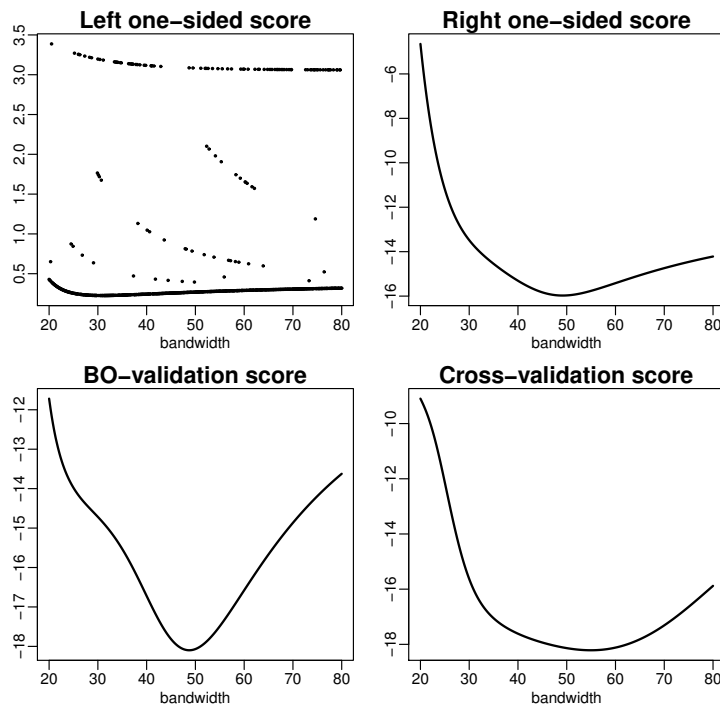 Left one−sided score
3.5
3.0
2.5
2.0
1.5
1.0
0.5
20 30 40 50 60 70 80
bandwidth
Right one−sided score
−6
−8
−10
−12
−14
−16
20 30 40 50 60 70 80
bandwidth
BO−validation score
−12
−13
−14
−15
−16
−17
−18
20 30 40 50 60 70 80
bandwidth
Cross−validation score
−10
−12
−14
−16
−18
20 30 40 50 60 70 80
bandwidth